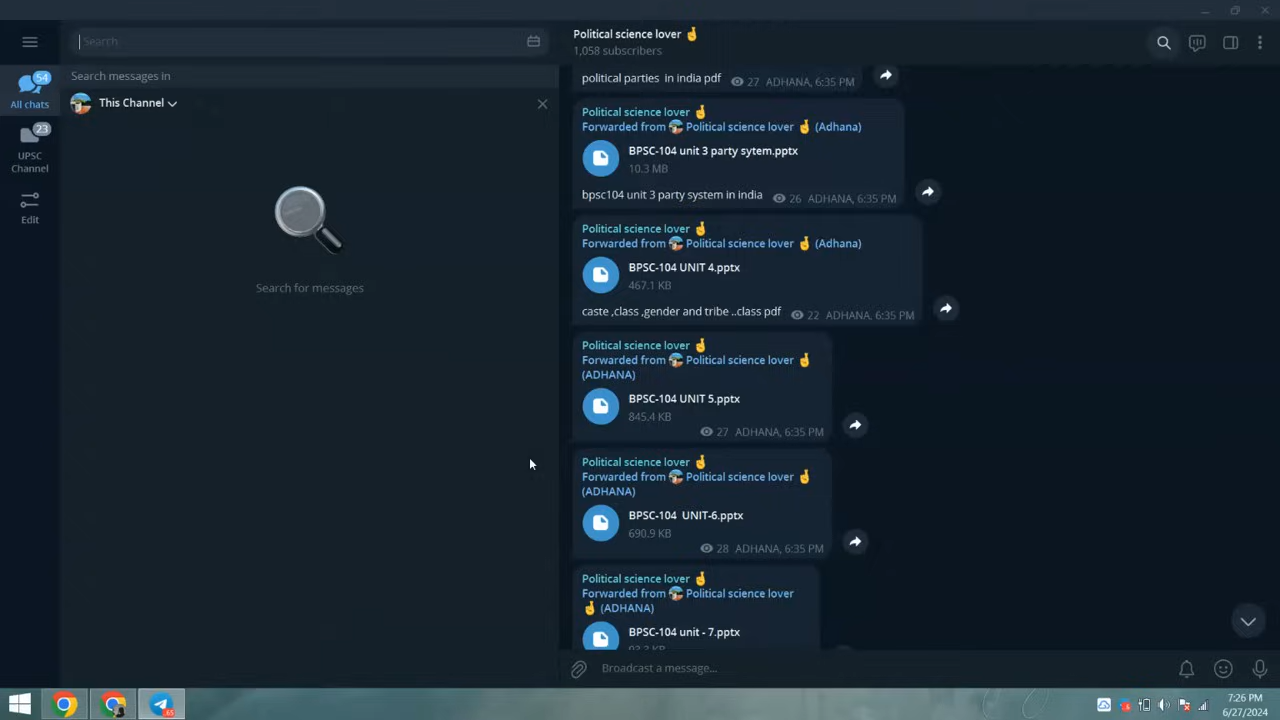 Search
Search messages in
This Channel
Search for messages
54
All chats
23
UPSC
Channel
Edit
Political science lover 🤞
1,058 subscribers
political parties in india pdf 27 ADHANA, 6:35 PM
Political science lover 🤞
Forwarded from Political science lover 🤞 (Adhana)
BPSC-104 unit 3 party sytem.pptx
10.3 MB
bpsc104 unit 3 party system in india 26 ADHANA, 6:35 PM
Political science lover 🤞
Forwarded from Political science lover 🤞 (Adhana)
BPSC-104 UNIT 4.pptx
467.1 KB
caste ,class ,gender and tribe ..class pdf 22 ADHANA, 6:35 PM
Political science lover 🤞
Forwarded from Political science lover 🤞
(ADHANA)
BPSC-104 UNIT 5.pptx
845.4 KB
27 ADHANA, 6:35 PM
Political science lover 🤞
Forwarded from Political science lover 🤞
(ADHANA)
BPSC-104 UNIT-6.pptx
690.9 KB
28 ADHANA, 6:35 PM
Political science lover 🤞
Forwarded from Political science lover
🤞 (ADHANA)
BPSC-104 unit - 7.pptx
Broadcast a message...
7:26 PM
6/27/2024